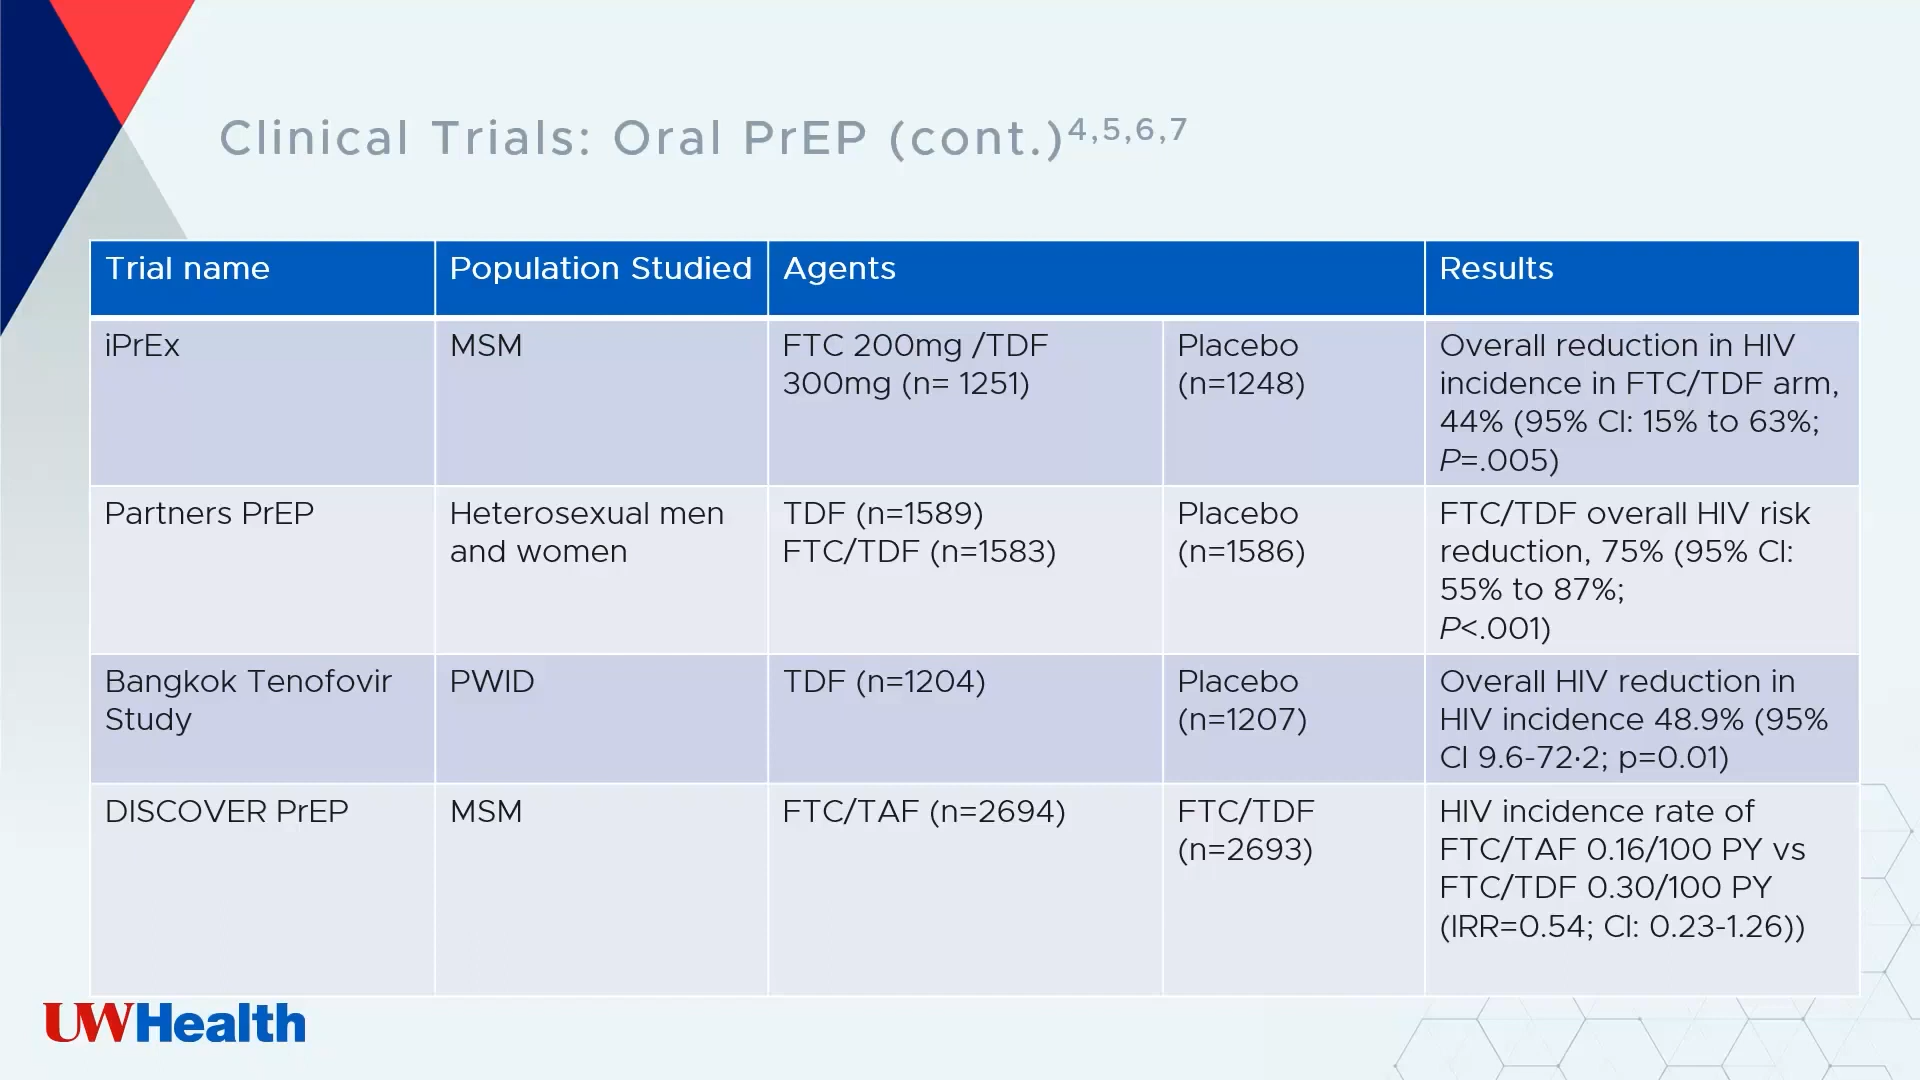 Clinical Trials: Oral PrEP (cont.)4,5,6,7
Trial name
Population Studied
Agents
Results
iPrEx
MSM
FTC 200mg /TDF
300mg (n= 1251)
Placebo
(n=1248)
Overall reduction in HIV
incidence in FTC/TDF arm,
44% (95% CI: 15% to 63%;
P=.005)
Partners PrEP
Heterosexual men
and women
TDF (n=1589)
FTC/TDF (n=1583)
Placebo
(n=1586)
FTC/TDF overall HIV risk
reduction, 75% (95% CI:
55% to 87%;
P<.001)
Bangkok Tenofovir
Study
PWID
TDF (n=1204)
Placebo
(n=1207)
Overall HIV reduction in
HIV incidence 48.9% (95%
CI 9.6-72·2; p=0.01)
DISCOVER PrEP
MSM
FTC/TAF (n=2694)
FTC/TDF
(n=2693)
HIV incidence rate of
FTC/TAF 0.16/100 PY vs
FTC/TDF 0.30/100 PY
(IRR=0.54; CI: 0.23-1.26))
UWHealth